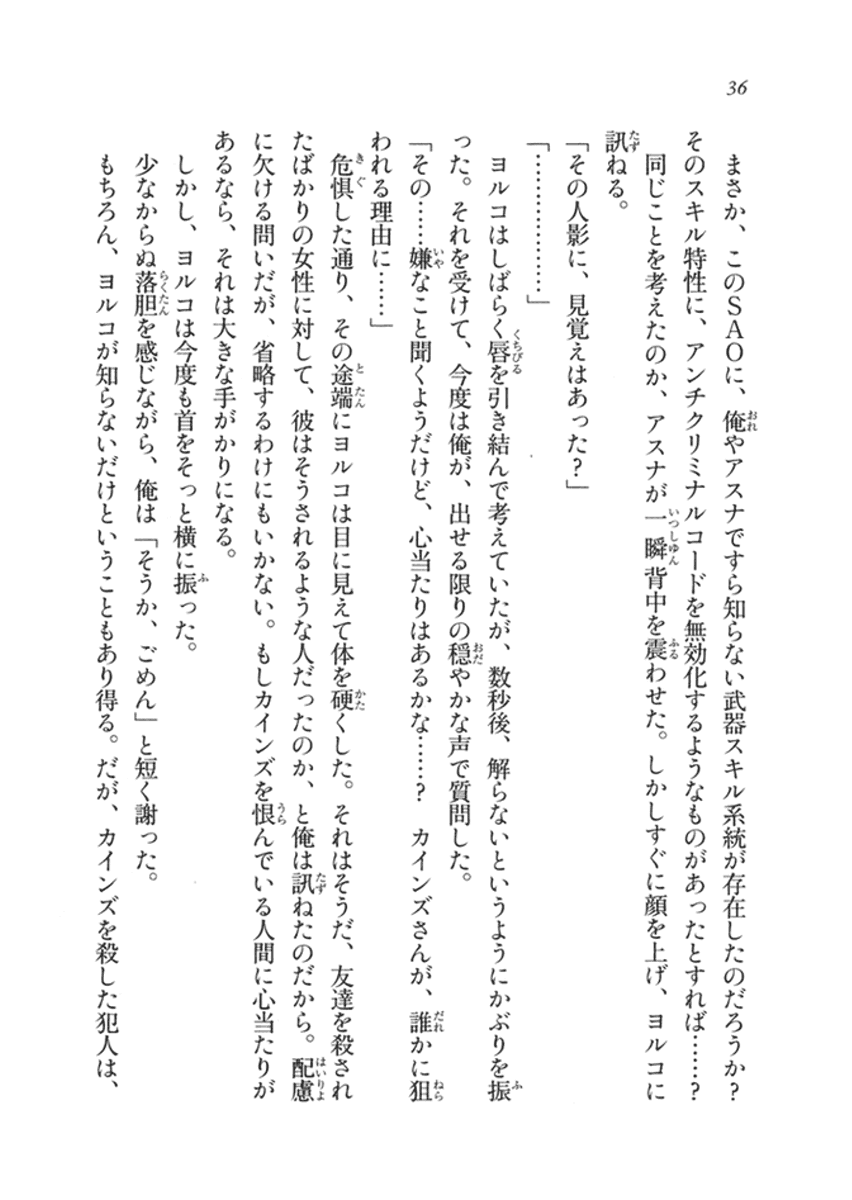 36
まさか、このSAOに、俺やアスナですら知らない武器スキル系統が存在したのだろうか？
そのスキル特性に、アンチクリミナルコードを無効化するようなものがあったとすれば……？
同じことを考えたのか、アスナが一瞬背中を震わせた。しかしすぐに顔を上げ、ヨルコに
訊ねる。
「その人影に、見覚えはあった？」
「………………」
ヨルコはしばらく唇を引き結んで考えていたが、数秒後、解らないというようにかぶりを振
った。それを受けて、今度は俺が、出せる限りの穏やかな声で質問した。
「その……嫌なこと聞くようだけど、心当たりはあるかな……？　カインズさんが、誰かに狙
われる理由に……」
危惧した通り、その途端にヨルコは目に見えて体を硬くした。それはそうだ、友達を殺され
たばかりの女性に対して、彼はそうされるような人だったのか、と俺は訊ねたのだから。配慮
に欠ける問いだが、省略するわけにもいかない。もしカインズを恨んでいる人間に心当たりが
あるなら、それは大きな手がかりになる。
しかし、ヨルコは今度も首をそっと横に振った。
少なからぬ落胆を感じながら、俺は「そうか、ごめん」と短く謝った。
もちろん、ヨルコが知らないだけということもあり得る。だが、カインズを殺した犯人は、